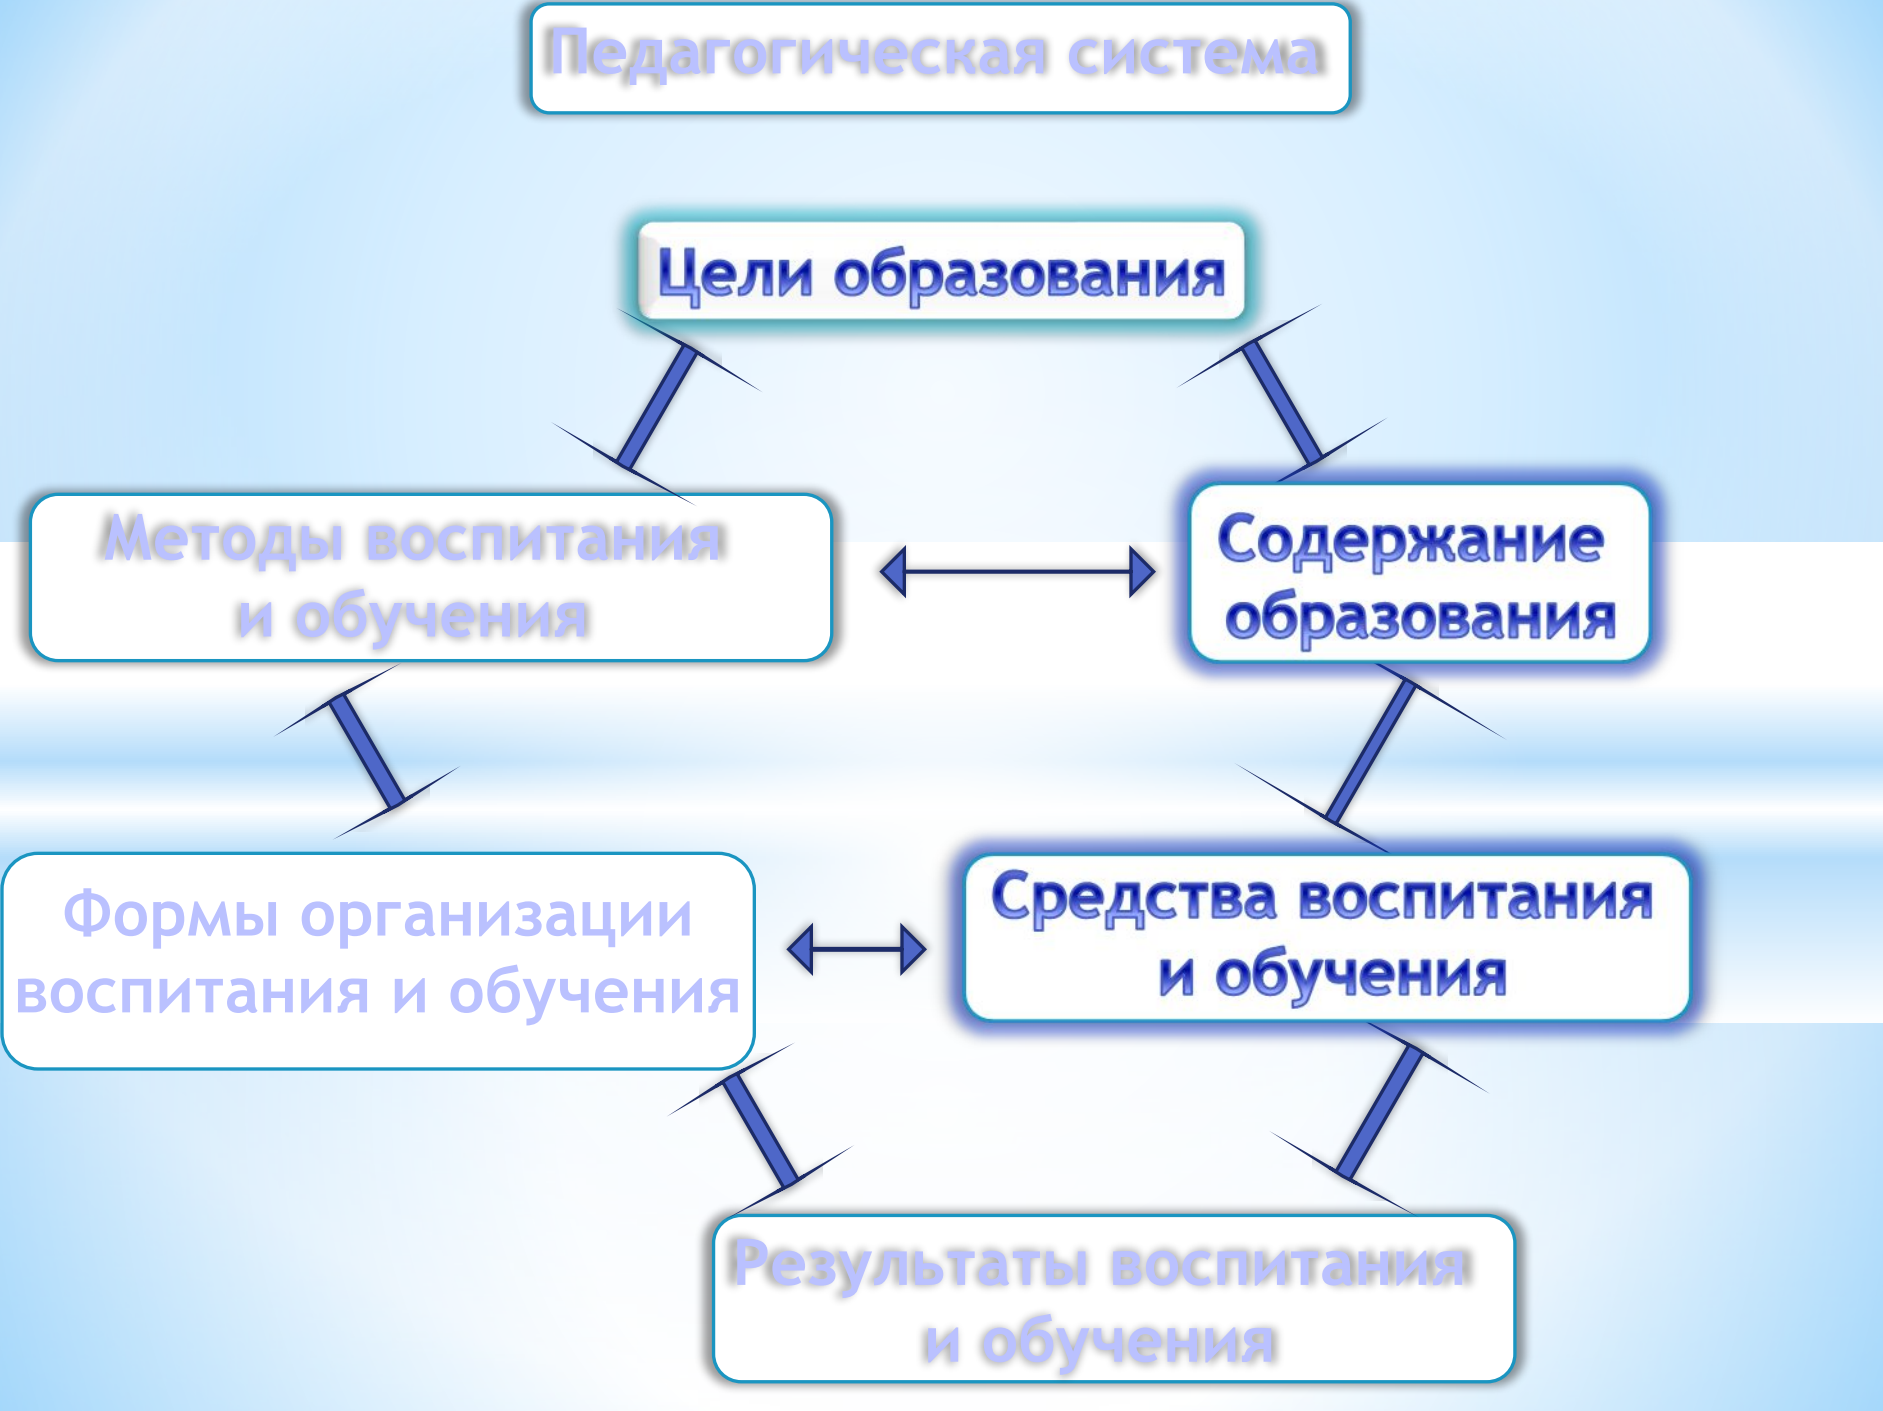 Педагогическая система
Цели образования
Методы воспитания
и обучения
Содержание
образования
Формы организации
воспитания и обучения
Средства воспитания
и обучения
Результаты воспитания
и обучения